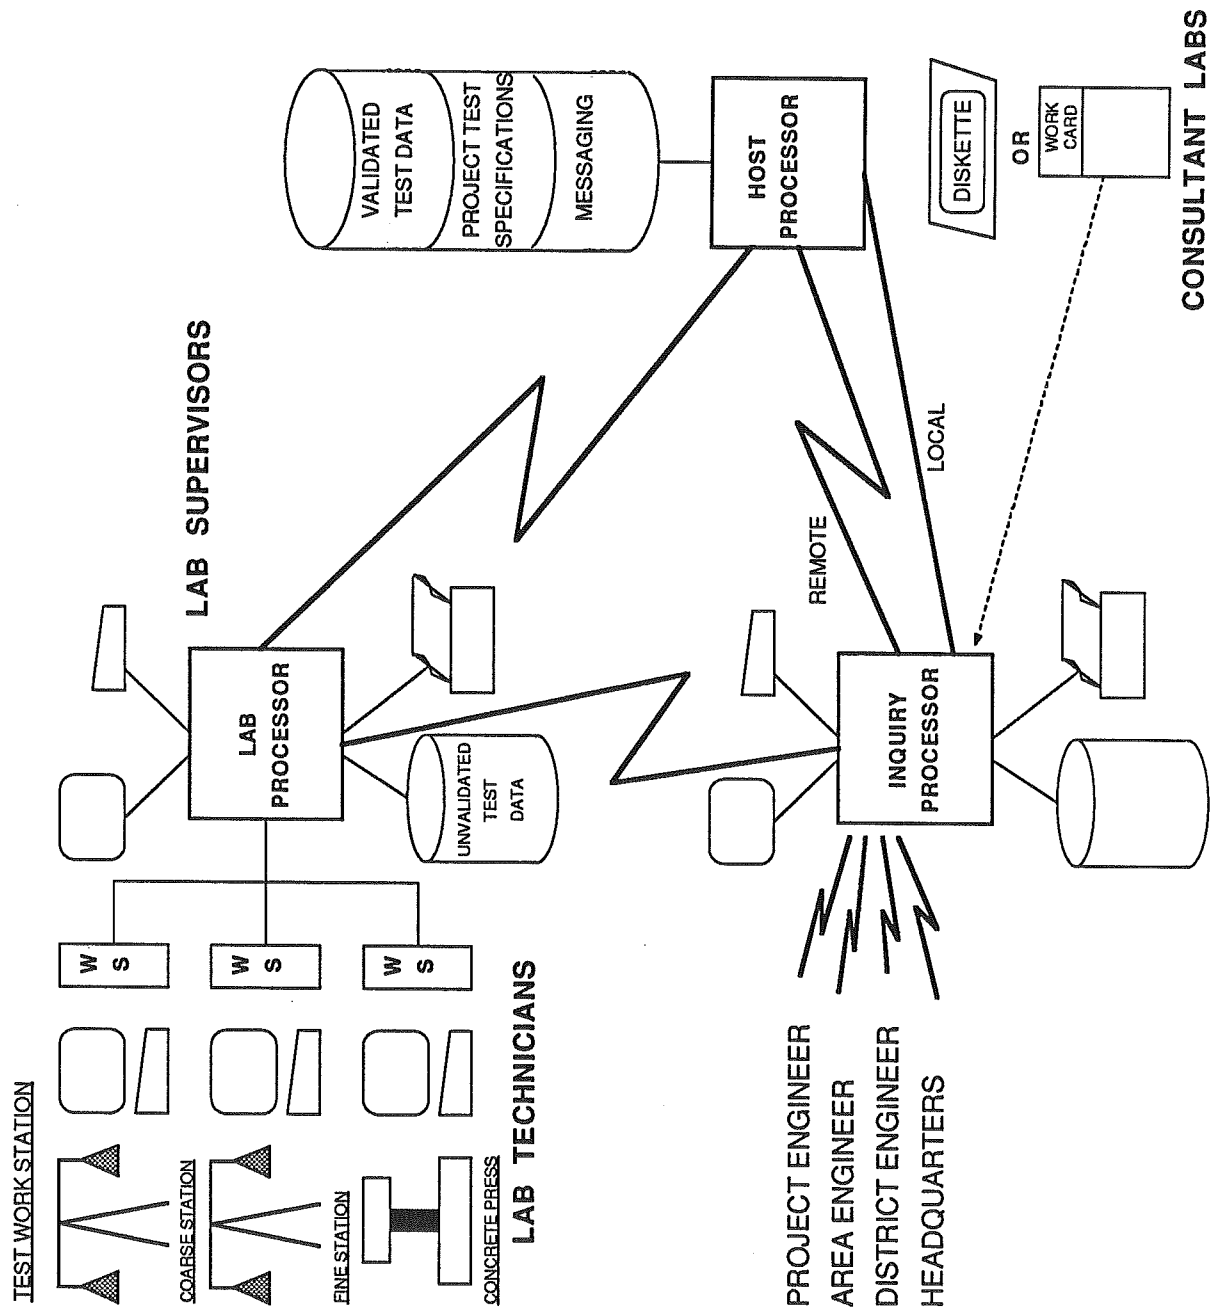 TEST WORK STATION
COARSE STATION
FINE STATION
CONCRETE PRESS
LAB TECHNICIANS
W
S
W
S
W
S
LAB
PROCESSOR
LAB SUPERVISORS
UNVALIDATED
TEST
DATA
VALIDATED
TEST DATA
PROJECT TEST
SPECIFICATIONS
MESSAGING
HOST
PROCESSOR
REMOTE
LOCAL
INQUIRY
PROCESSOR
PROJECT ENGINEER
AREA ENGINEER
DISTRICT ENGINEER
HEADQUARTERS
DISKETTE
OR
WORK
CARD
CONSULTANT LABS